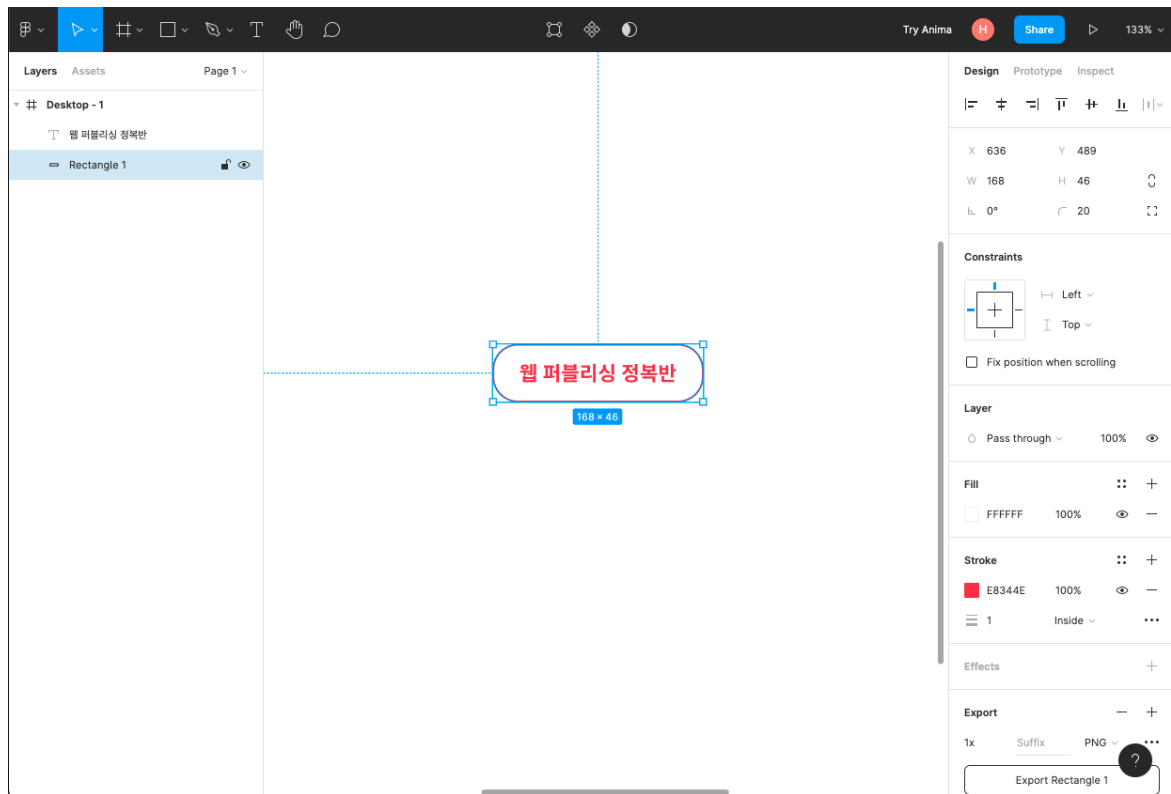 Try Anima
H
Share
133%
Layers Assets Page 1
Desktop - 1
웹 퍼블리싱 정복반
Rectangle 1
웹 퍼블리싱 정복반
168 × 46
Design Prototype Inspect
X 636 Y 489
W 168 H 46
0° 20
Constraints
Left
Top
Fix position when scrolling
Layer
Pass through 100%
Fill
FFFFFF 100%
Stroke
E8344E 100%
1 Inside
Effects
Export
1x Suffix PNG
?
Export Rectangle 1